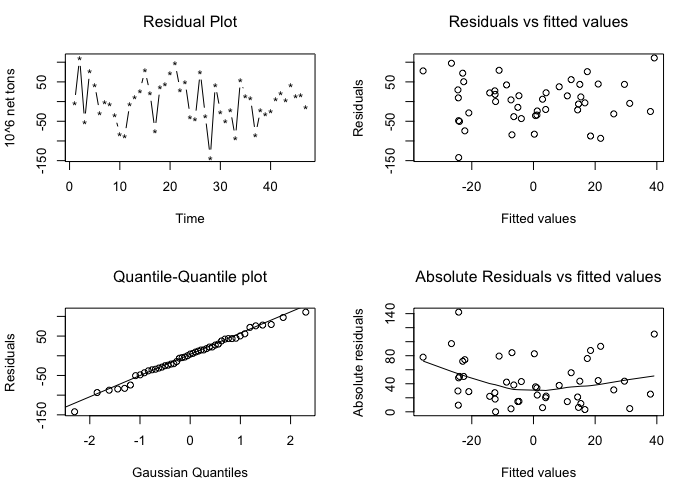 Residual Plot
10^6 net tons
50
-50
-150
0
10
20
30
40
Time
Residuals vs fitted values
Residuals
50
-50
-150
-20
0
20
40
Fitted values
Quantile-Quantile plot
Residuals
50
-50
-150
-2
-1
0
1
2
Gaussian Quantiles
Absolute Residuals vs fitted values
Absolute residuals
140
80
40
0
-20
0
20
40
Fitted values